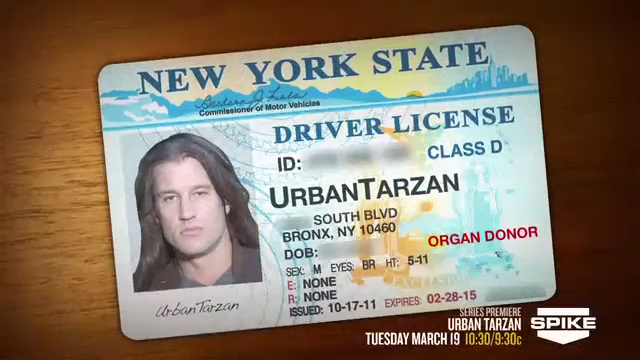 NEW YORK STATE
Commissioner of Motor Vehicles
DRIVER LICENSE
ID:
CLASS D
URBANTARZAN
SOUTH BLVD
BRONX, NY 10460
DOB:
ORGAN DONOR
SEX: M EYES: BR HT: 5-11
E: NONE
R: NONE
ISSUED: 10-17-11 EXPIRES: 02-28-15
UrbanTarzan
SERIES PREMIERE
URBAN TARZAN
TUESDAY MARCH 19 10:30/9:30c
SPIKE